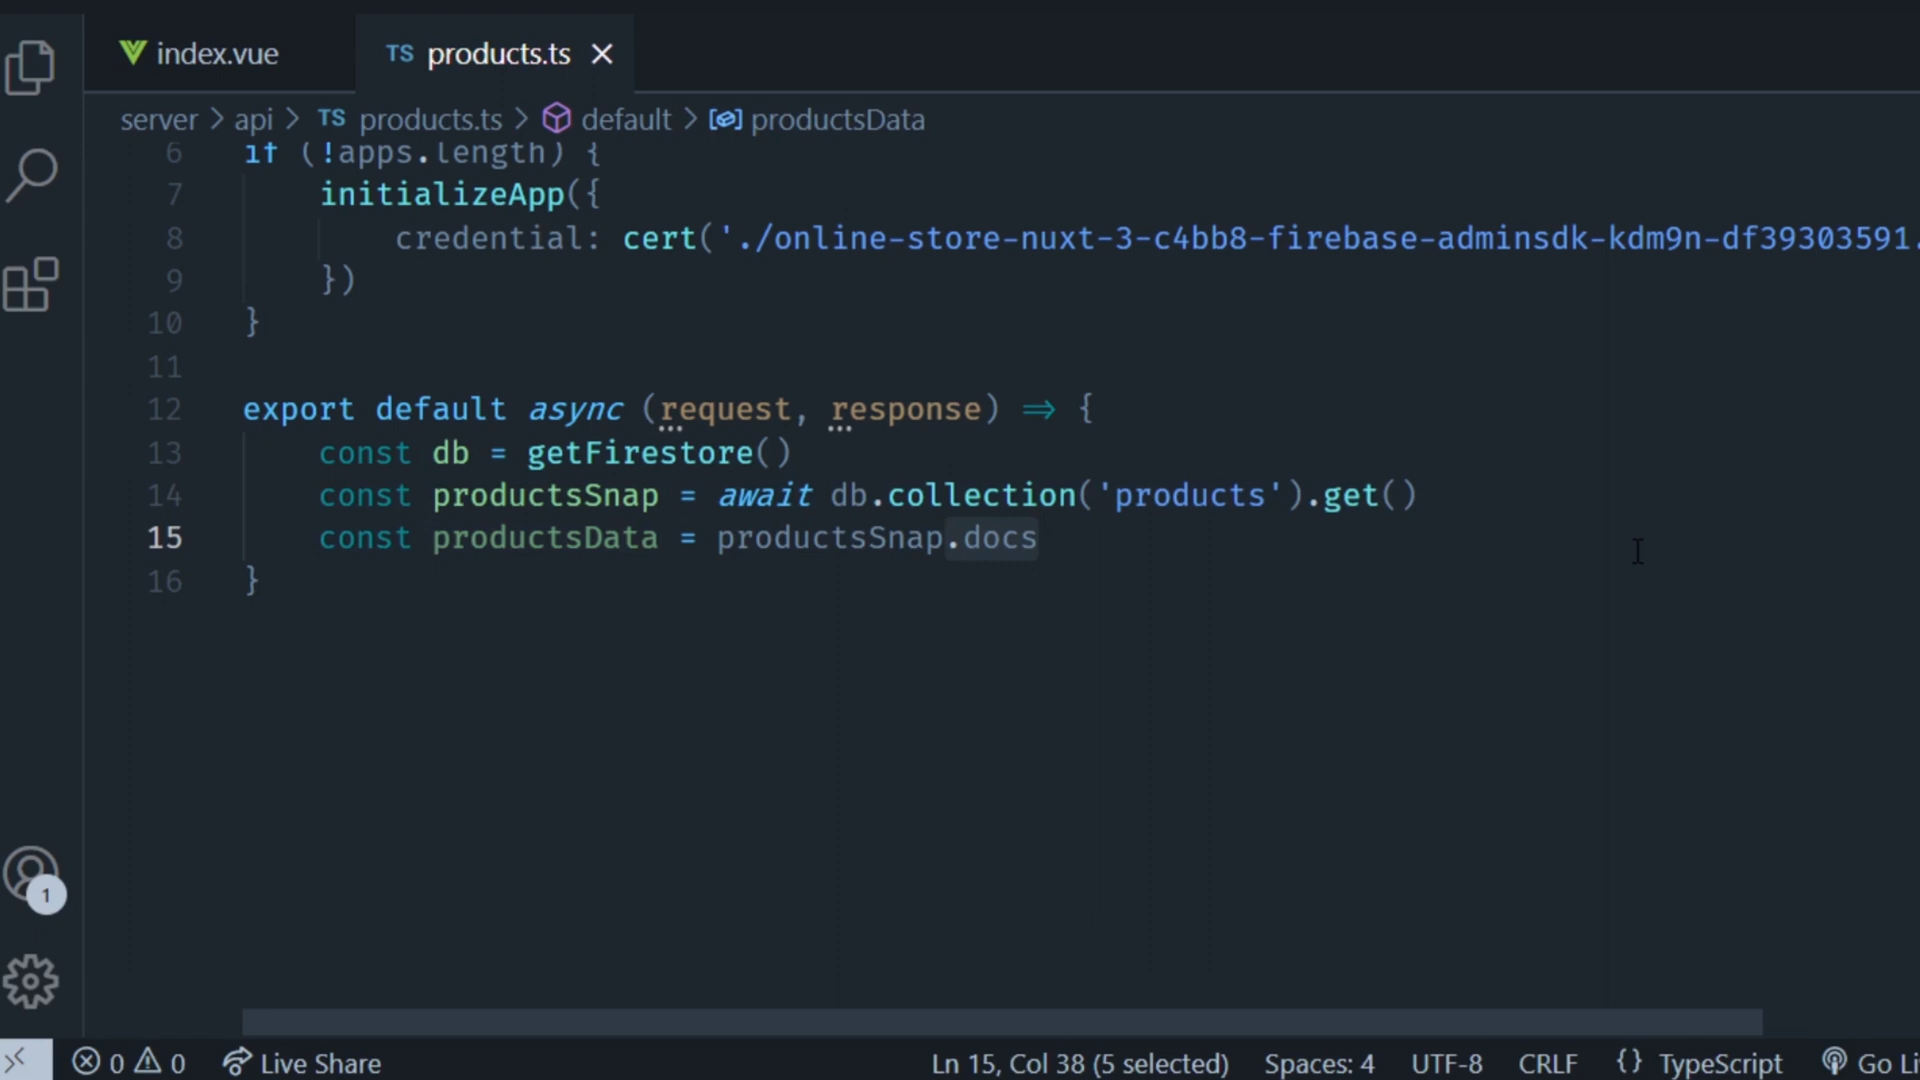 index.vue
TS products.ts
server > api > TS products.ts > default > productsData
6 if (!apps.length) {
7 initializeApp({
8 credential: cert('./online-store-nuxt-3-c4bb8-firebase-adminsdk-kdm9n-df39303591.
9 })
10 }
11
12 export default async (request, response) => {
13 const db = getFirestore()
14 const productsSnap = await db.collection('products').get()
15 const productsData = productsSnap.docs
16 }
1
0 0 Live Share Ln 15, Col 38 (5 selected) Spaces: 4 UTF-8 CRLF {} TypeScript Go Li